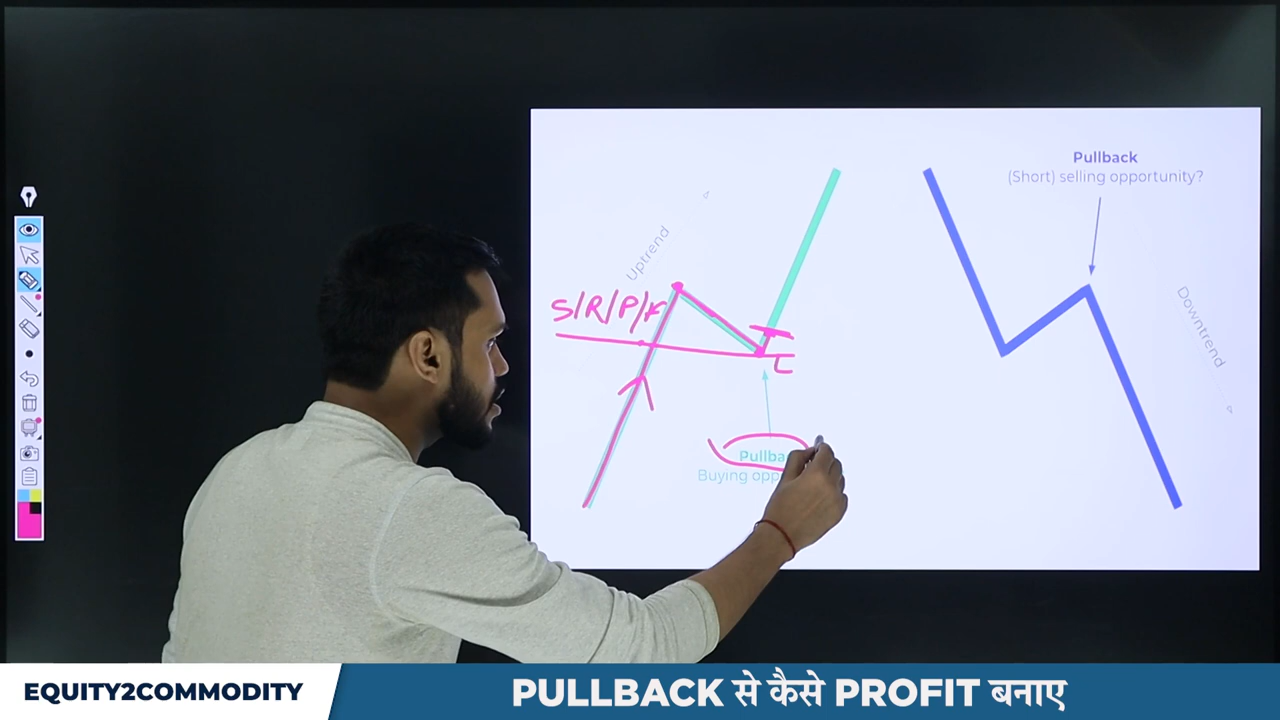 Pullback
(Short) selling opportunity?
Uptrend
S/R/P/F
Downtrend
Pullba
Buying opp
EQUITY2COMMODITY
PULLBACK से कैसे PROFIT बनाए